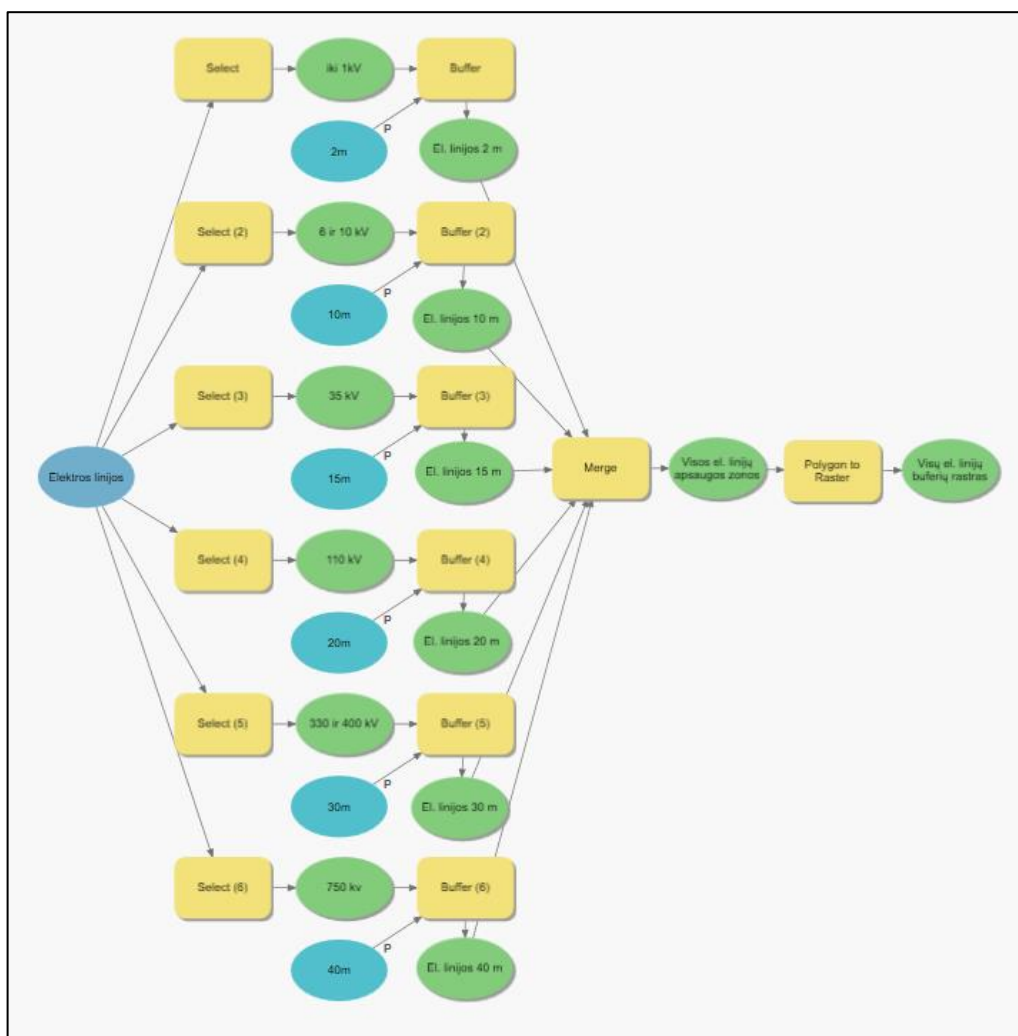 Select
iki 1kV
Buffer
P
2m
El. linijos 2 m
Select (2)
6 ir 10 kV
Buffer (2)
P
10m
El. linijos 10 m
Select (3)
35 kV
Buffer (3)
P
15m
El. linijos 15 m
Elektros linijos
Merge
Visos el. linijų
apsaugos zonos
Polygon to
Raster
Visų el. linijų
buferių rastras
Select (4)
110 kV
Buffer (4)
P
20m
El. linijos 20 m
Select (5)
330 ir 400 kV
Buffer (5)
P
30m
El. linijos 30 m
Select (6)
750 kv
Buffer (6)
P
40m
El. linijos 40 m